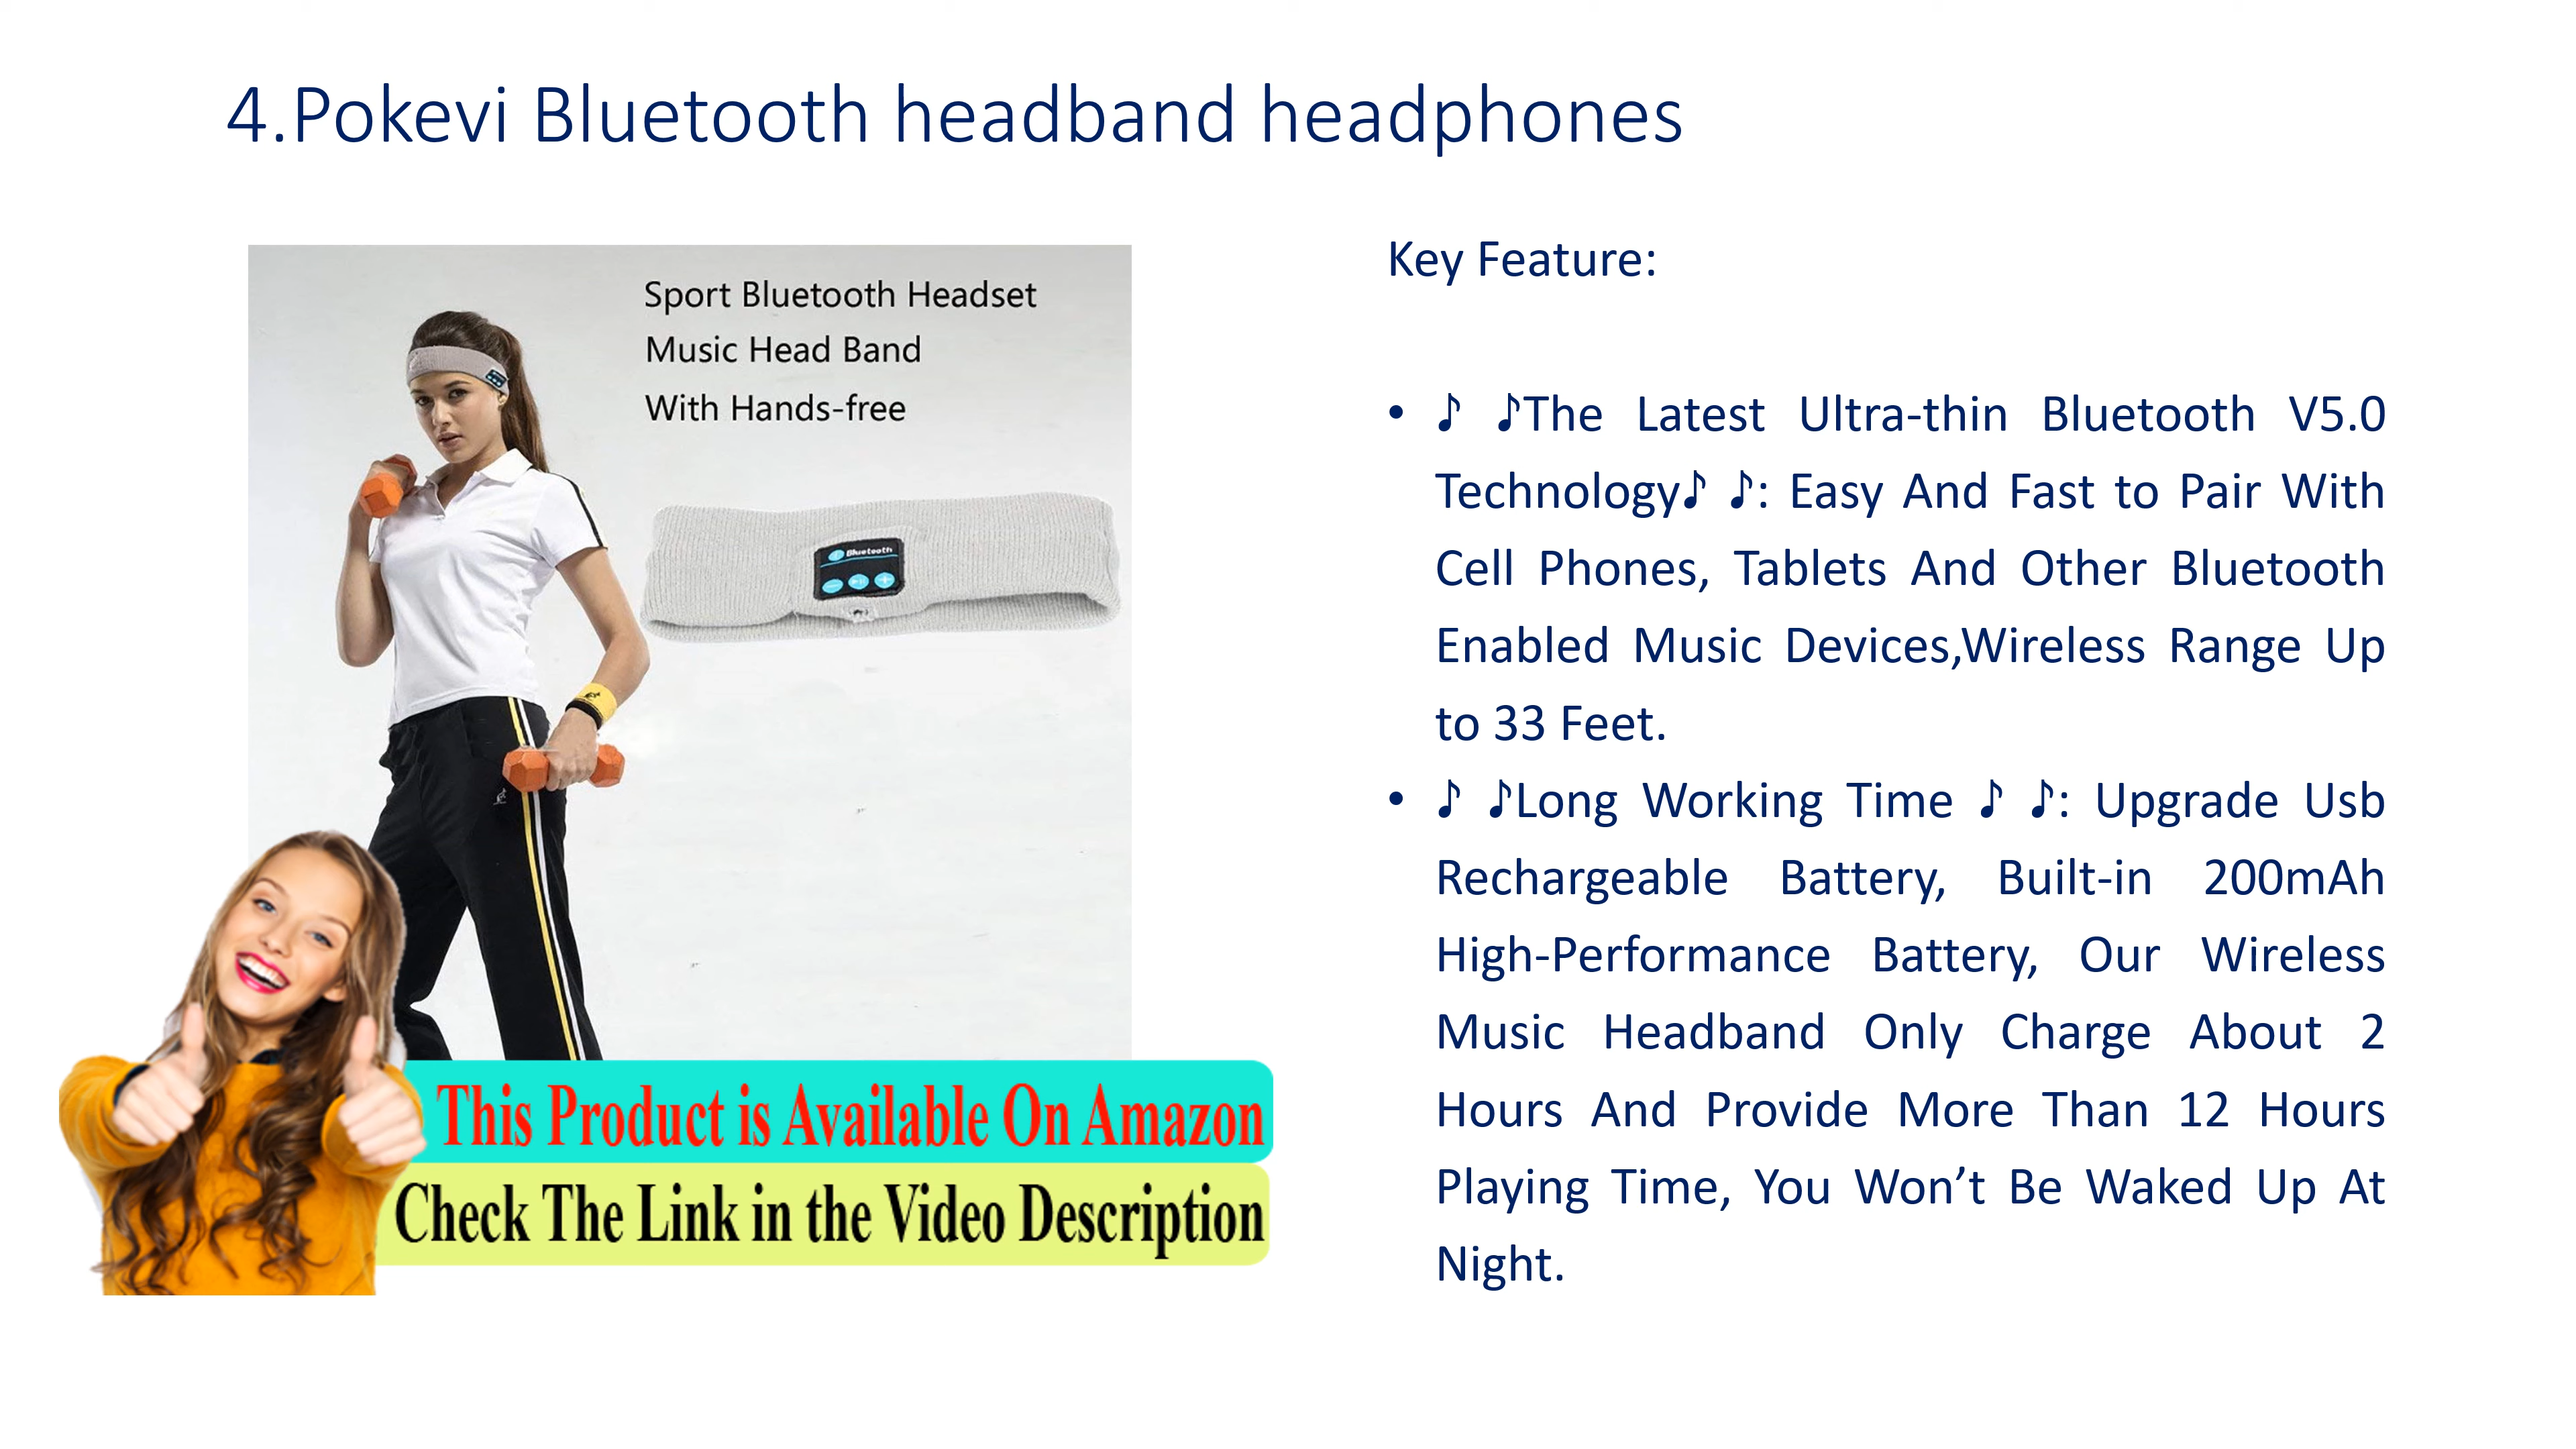 4.Pokevi Bluetooth headband headphones
Sport Bluetooth Headset
Music Head Band
With Hands-free
Bluetooth
Key Feature:
• ♪ ♪The Latest Ultra-thin Bluetooth V5.0
Technology♪ ♪: Easy And Fast to Pair With
Cell Phones, Tablets And Other Bluetooth
Enabled Music Devices,Wireless Range Up
to 33 Feet.
• ♪ ♪Long Working Time ♪ ♪: Upgrade Usb
Rechargeable Battery, Built-in 200mAh
High-Performance Battery, Our Wireless
Music Headband Only Charge About 2
Hours And Provide More Than 12 Hours
Playing Time, You Won’t Be Waked Up At
Night.
This Product is Available On Amazon
Check The Link in the Video Description